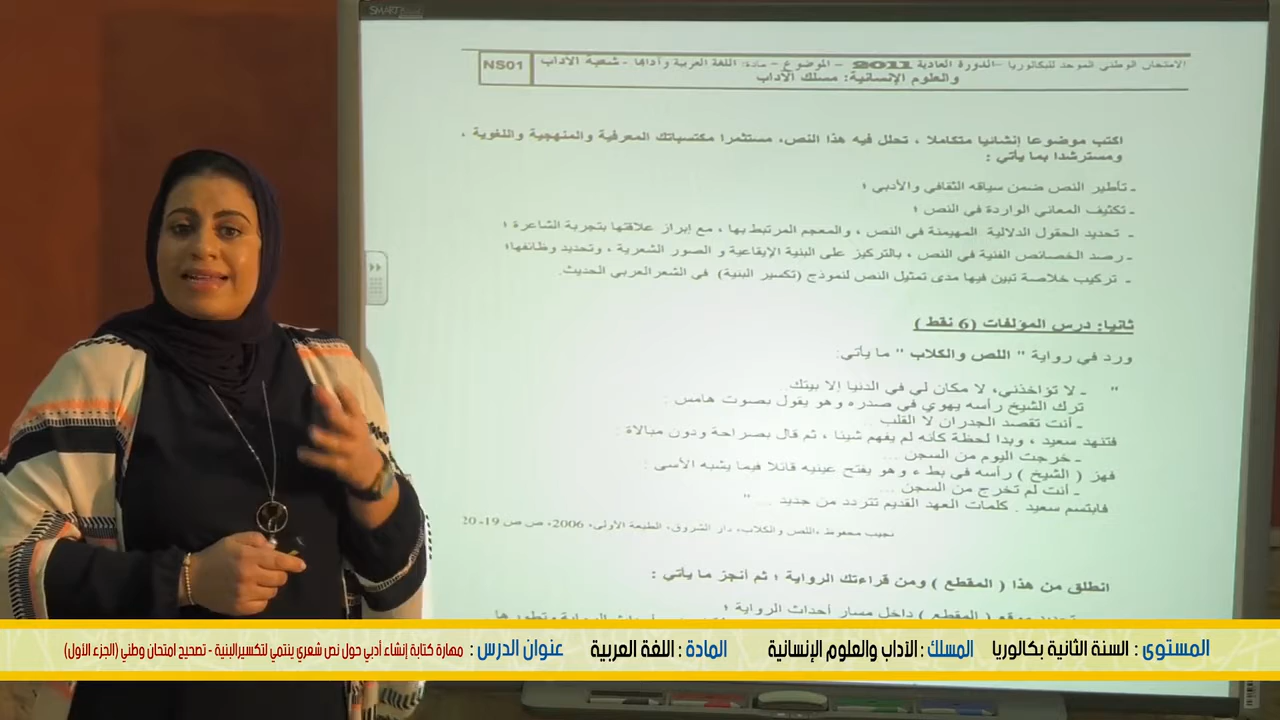 SMART
الامتحان الوطني الموحد للبكالوريا -الدورة العادية 2011 - الموضوع - مادة: اللغة العربية وآدابها - شعبة الآداب
والعلوم الإنسانية: مسلك الآداب
NS01
اكتب موضوعا إنشائيا متكاملا ، تحلل فيه هذا النص، مستثمرا مكتسباتك المعرفية والمنهجية واللغوية ،
ومسترشدا بما يأتي :
- تأطير النص ضمن سياقه الثقافي والأدبي ؛
- تكثيف المعاني الواردة في النص ؛
- تحديد الحقول الدلالية المهيمنة في النص ، والمعجم المرتبط بها ، مع إبراز علاقتها بتجربة الشاعرة ؛
- رصد الخصائص الفنية في النص ، بالتركيز على البنية الإيقاعية و الصور الشعرية ، وتحديد وظائفها؛
- تركيب خلاصة تبين فيها مدى تمثيل النص لنموذج (تكسير البنية) في الشعر العربي الحديث.
ثانيا: درس المؤلفات (6 نقط )
ورد في رواية " اللص والكلاب " ما يأتي:
" - لا تؤاخذني، لا مكان لي في الدنيا إلا بيتك.
ترك الشيخ رأسه يهوي في صدره وهو يقول بصوت هامس :
- أنت تقصد الجدران لا القلب ..
فتنهد سعيد ، وبدا لحظة كأنه لم يفهم شيئا ، ثم قال بصراحة ودون مبالاة :
- خرجت اليوم من السجن ...
فهز ( الشيخ ) رأسه في بطء وهو يفتح عينيه قائلا فيما يشبه الأسى :
- أنت لم تخرج من السجن ...
فابتسم سعيد . كلمات العهد القديم تتردد من جديد ... "
نجيب محفوظ ،اللص والكلاب، دار الشروق، الطبعة الأولى، 2006، ص ص 19-20
انطلق من هذا ( المقطع ) ومن قراءتك الرواية ؛ ثم أنجز ما يأتي :
موقع ( المقطع ) داخل مسار أحداث الرواية ؛
المستوى : السنة الثانية بكالوريا المسلك : الآداب والعلوم الإنسانية المادة : اللغة العربية عنوان الدرس : مهارة كتابة إنشاء أدبي حول نص شعري ينتمي لتكسيرالبنية - تصحيح امتحان وطني (الجزء الأول)